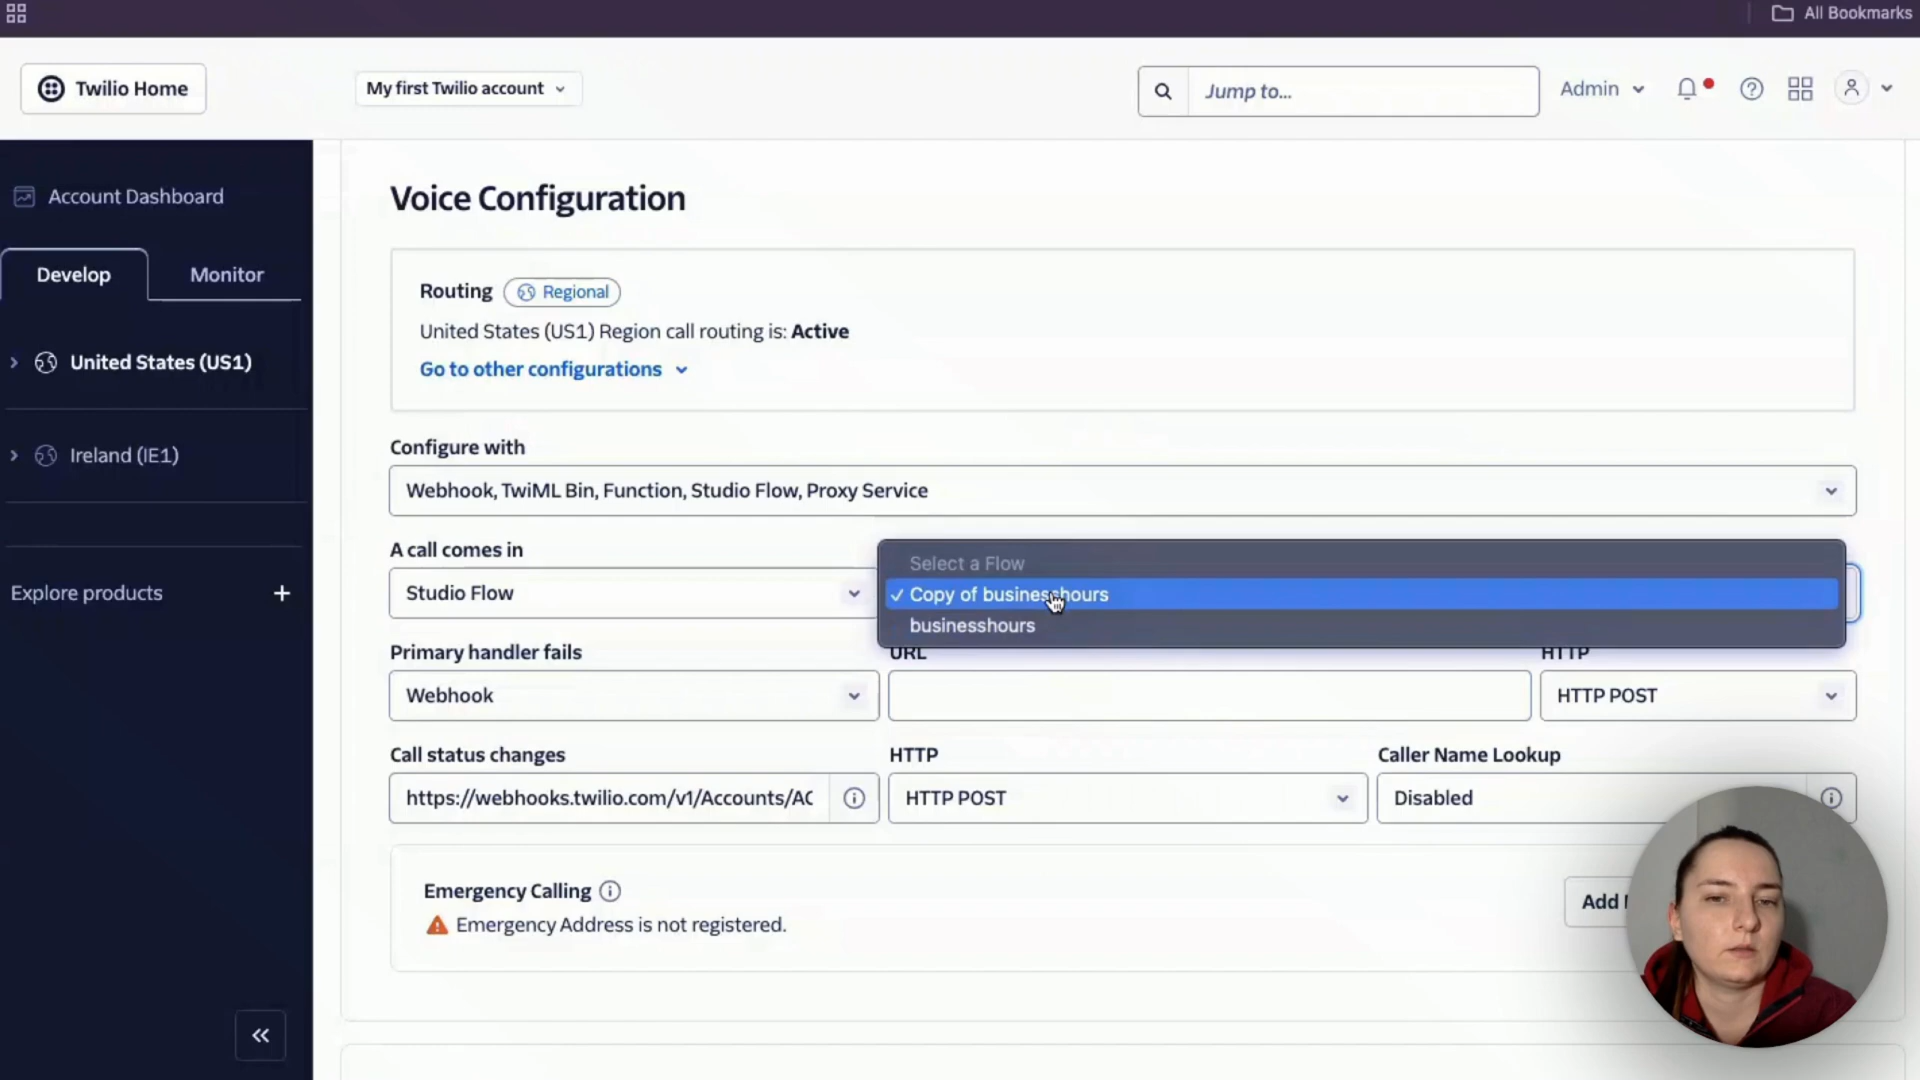 All Bookmarks
Twilio Home
My first Twilio account
Jump to...
Admin
Account Dashboard
Develop
Monitor
United States (US1)
Ireland (IE1)
Explore products
Voice Configuration
Routing
Regional
United States (US1) Region call routing is: Active
Go to other configurations
Configure with
Webhook, TwiML Bin, Function, Studio Flow, Proxy Service
A call comes in
Studio Flow
Select a Flow
✓ Copy of businesshours
businesshours
Primary handler fails
URL
HTTP
Webhook
HTTP POST
Call status changes
HTTP
Caller Name Lookup
https://webhooks.twilio.com/v1/Accounts/AC
HTTP POST
Disabled
Emergency Calling
Emergency Address is not registered.
Add